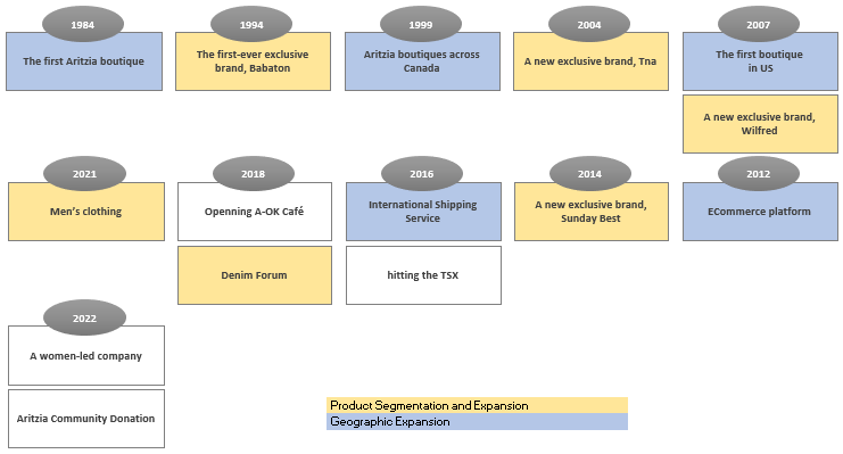 1984
The first Aritzia boutique
1994
The first-ever exclusive
brand, Babaton
1999
Aritzia boutiques across
Canada
2004
A new exclusive brand, Tna
2007
The first boutique
in US
A new exclusive brand,
Wilfred
2021
Men's clothing
2018
Openning A-OK Café
Denim Forum
2016
International Shipping
Service
hitting the TSX
2014
A new exclusive brand,
Sunday Best
2012
ECommerce platform
2022
A women-led company
Aritzia Community Donation
Product Segmentation and Expansion
Geographic Expansion